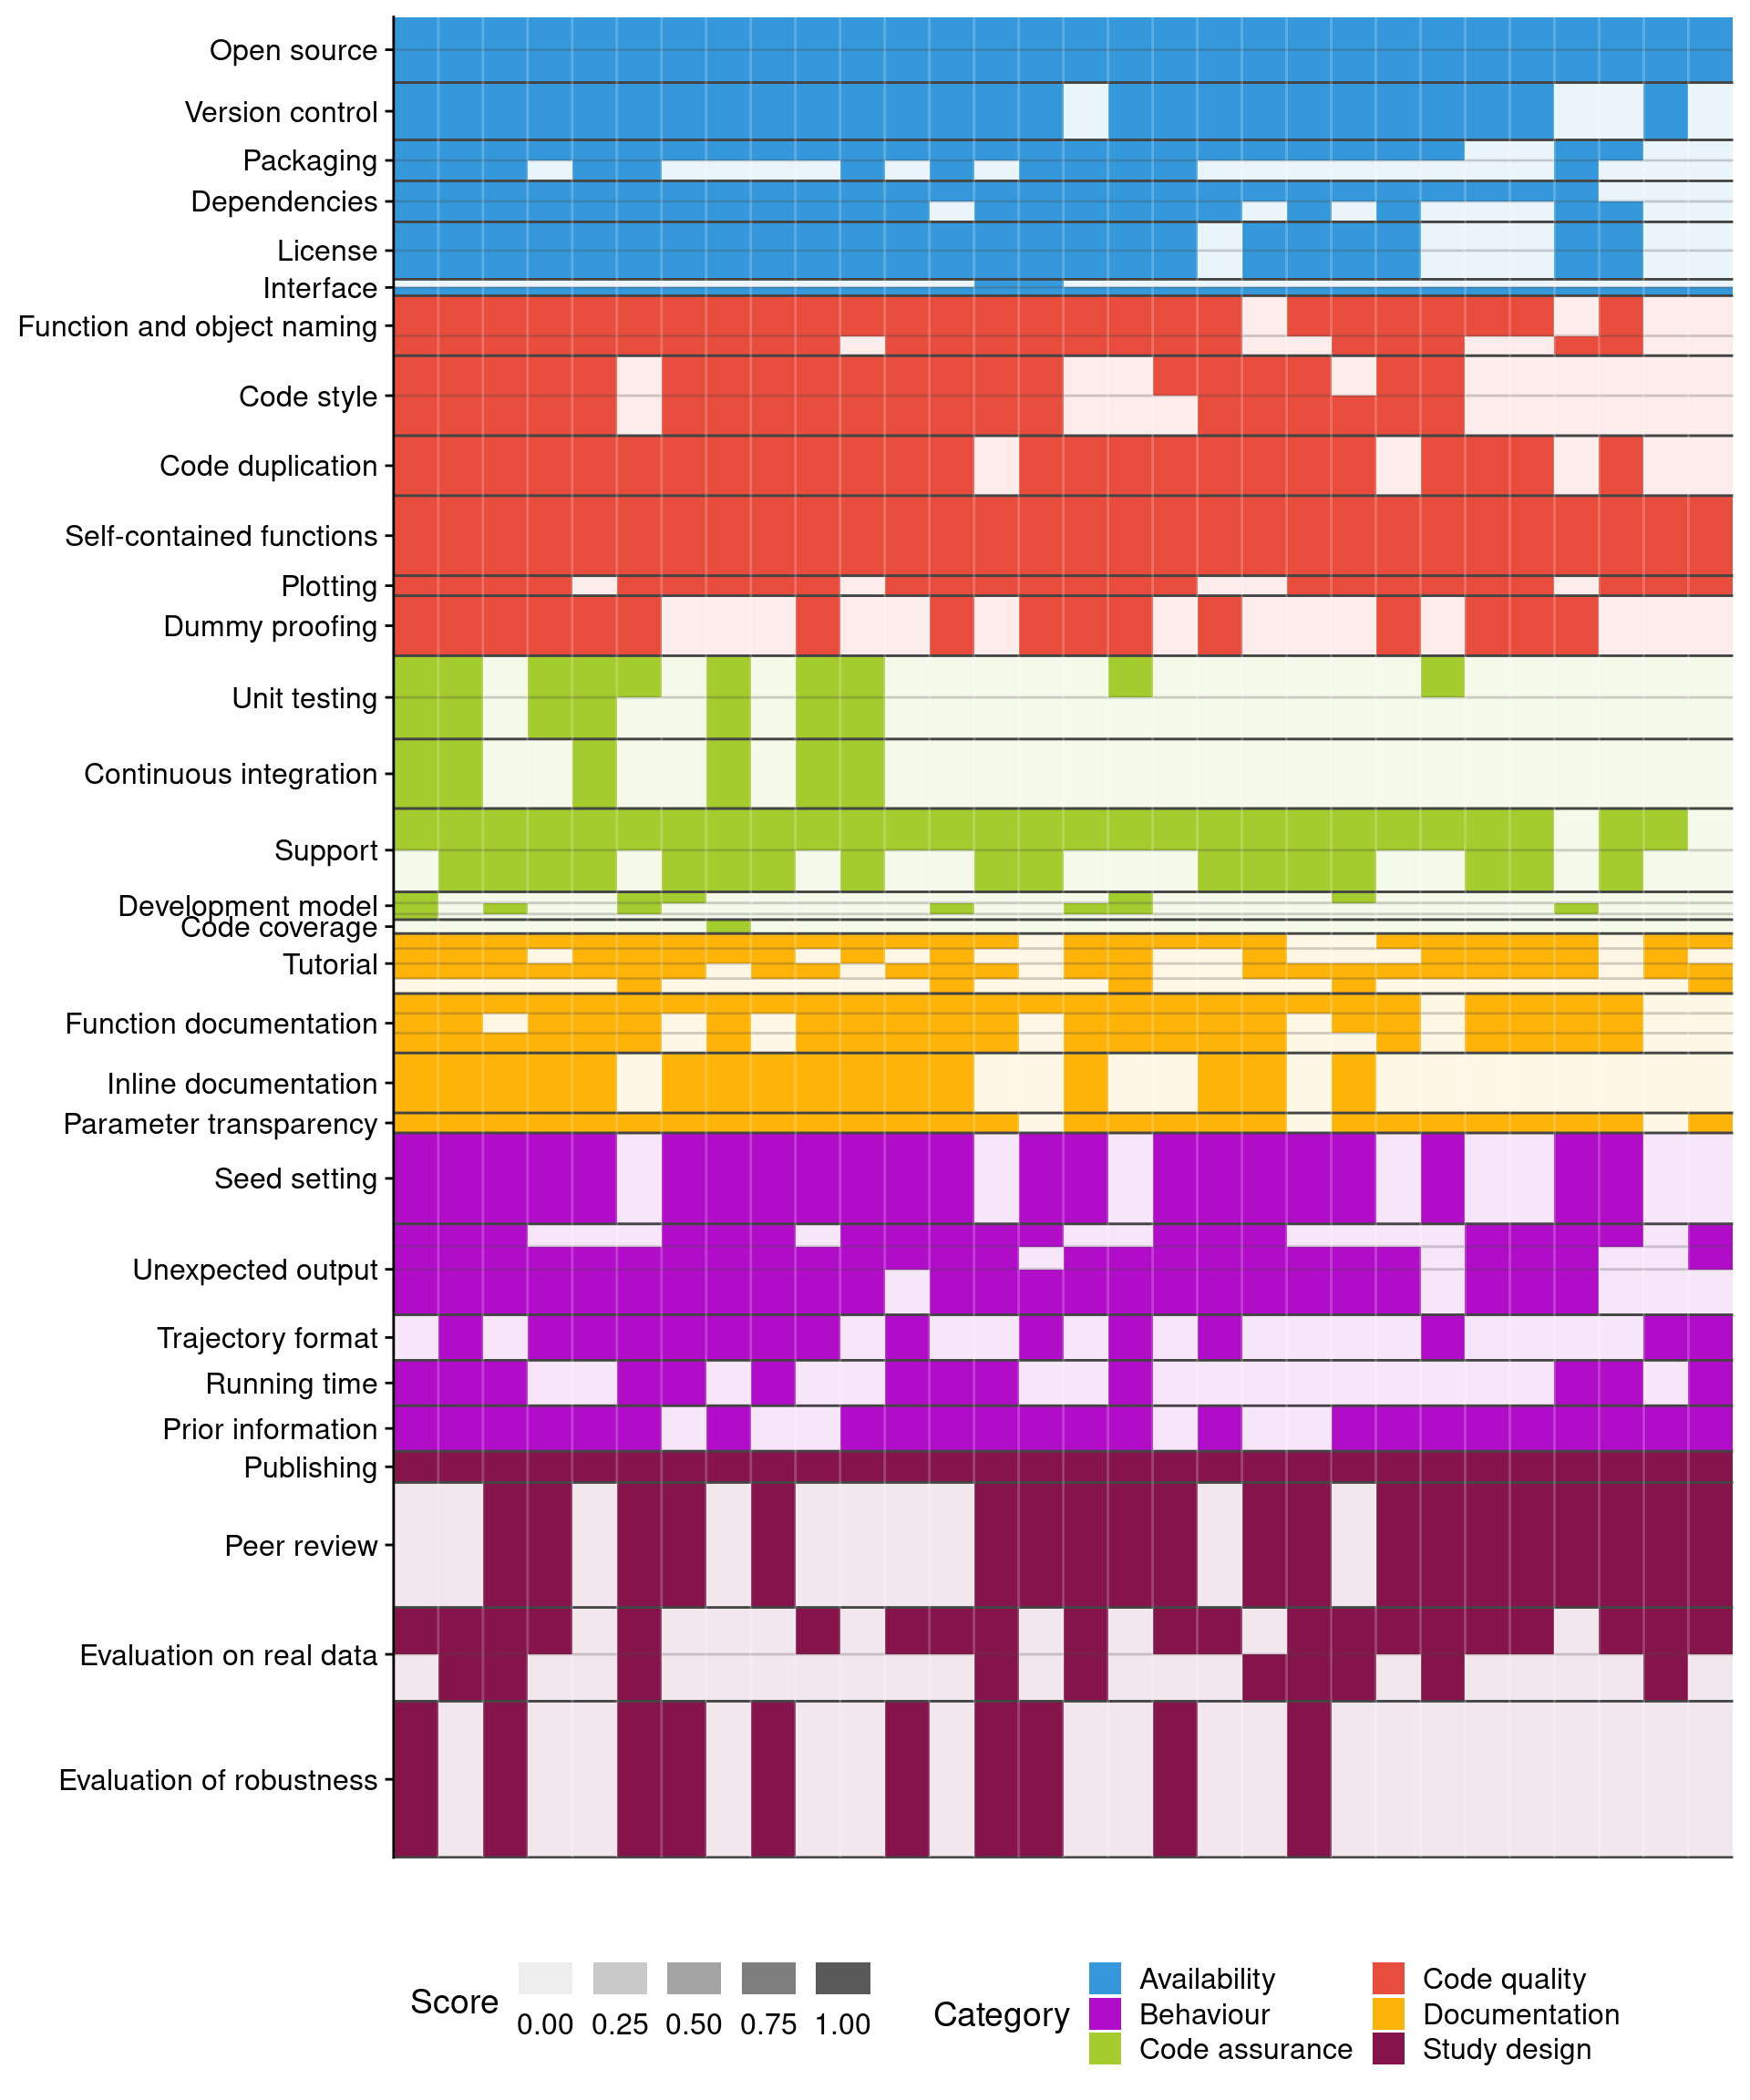 Open source
Version control
Packaging
Dependencies
License
Interface
Function and object naming
Code style
Code duplication
Self-contained functions
Plotting
Dummy proofing
Unit testing
Continuous integration
Support
Development model
Code coverage
Tutorial
Function documentation
Inline documentation
Parameter transparency
Seed setting
Unexpected output
Trajectory format
Running time
Prior information
Publishing
Peer review
Evaluation on real data
Evaluation of robustness
Score
0.00 0.25 0.50 0.75 1.00
Category
Availability
Behaviour
Code assurance
Code quality
Documentation
Study design